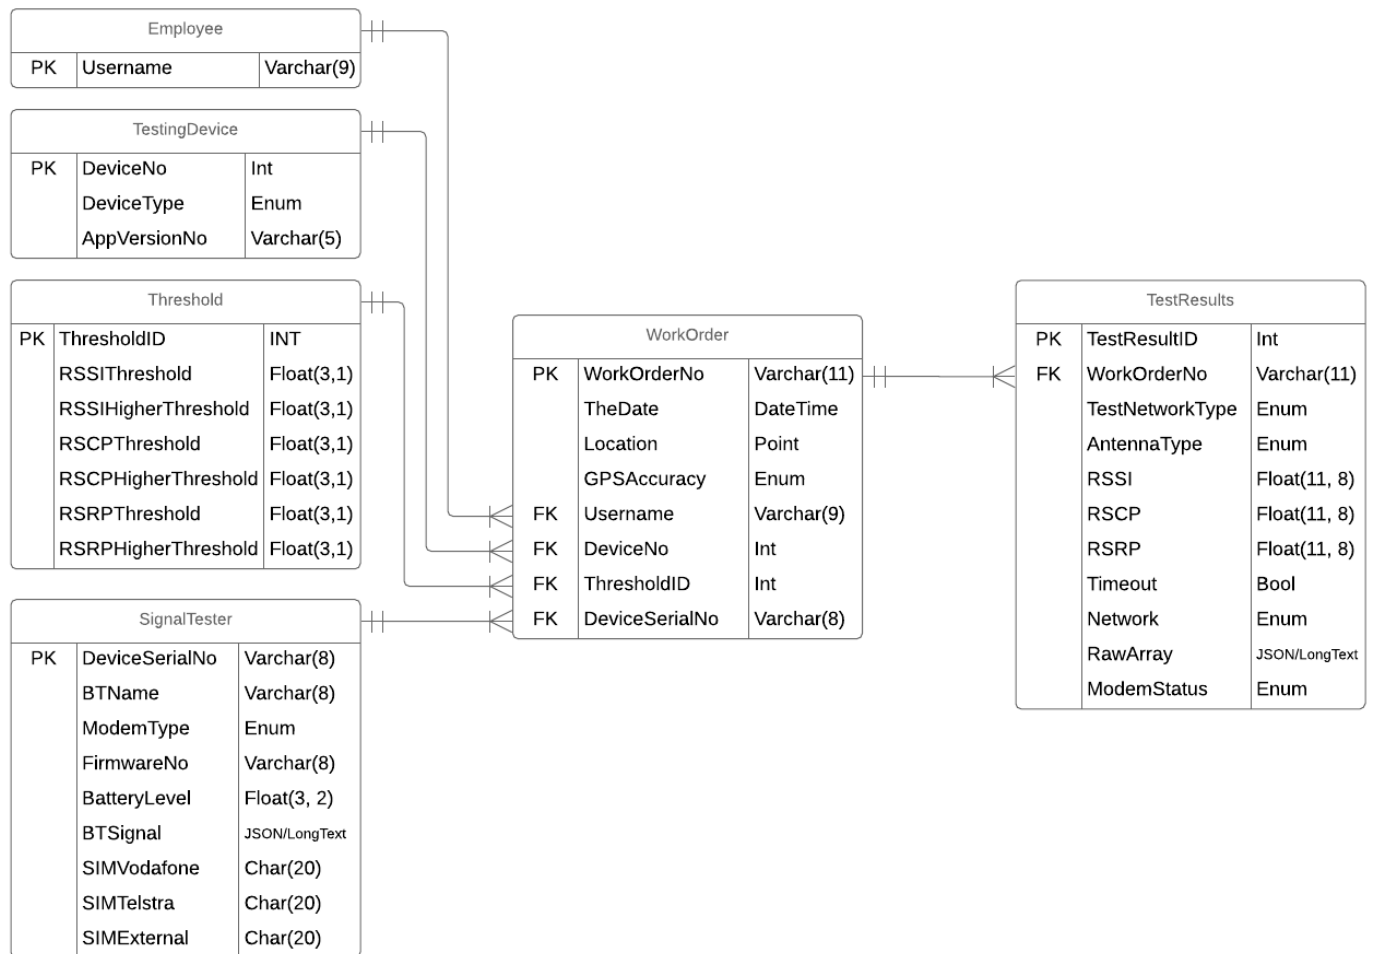 Employee
PK Username Varchar(9)
TestingDevice
PK DeviceNo Int
DeviceType Enum
AppVersionNo Varchar(5)
Threshold
PK ThresholdID INT
RSSIThreshold Float(3,1)
RSSIHigherThreshold Float(3,1)
RSCPThreshold Float(3,1)
RSCPHigherThreshold Float(3,1)
RSRPThreshold Float(3,1)
RSRPHigherThreshold Float(3,1)
SignalTester
PK DeviceSerialNo Varchar(8)
BTName Varchar(8)
ModemType Enum
FirmwareNo Varchar(8)
BatteryLevel Float(3, 2)
BTSignal JSON/LongText
SIMVodafone Char(20)
SIMTelstra Char(20)
SIMExternal Char(20)
WorkOrder
PK WorkOrderNo Varchar(11)
TheDate DateTime
Location Point
GPSAccuracy Enum
FK Username Varchar(9)
FK DeviceNo Int
FK ThresholdID Int
FK DeviceSerialNo Varchar(8)
TestResults
PK TestResultID Int
FK WorkOrderNo Varchar(11)
TestNetworkType Enum
AntennaType Enum
RSSI Float(11, 8)
RSCP Float(11, 8)
RSRP Float(11, 8)
Timeout Bool
Network Enum
RawArray JSON/LongText
ModemStatus Enum